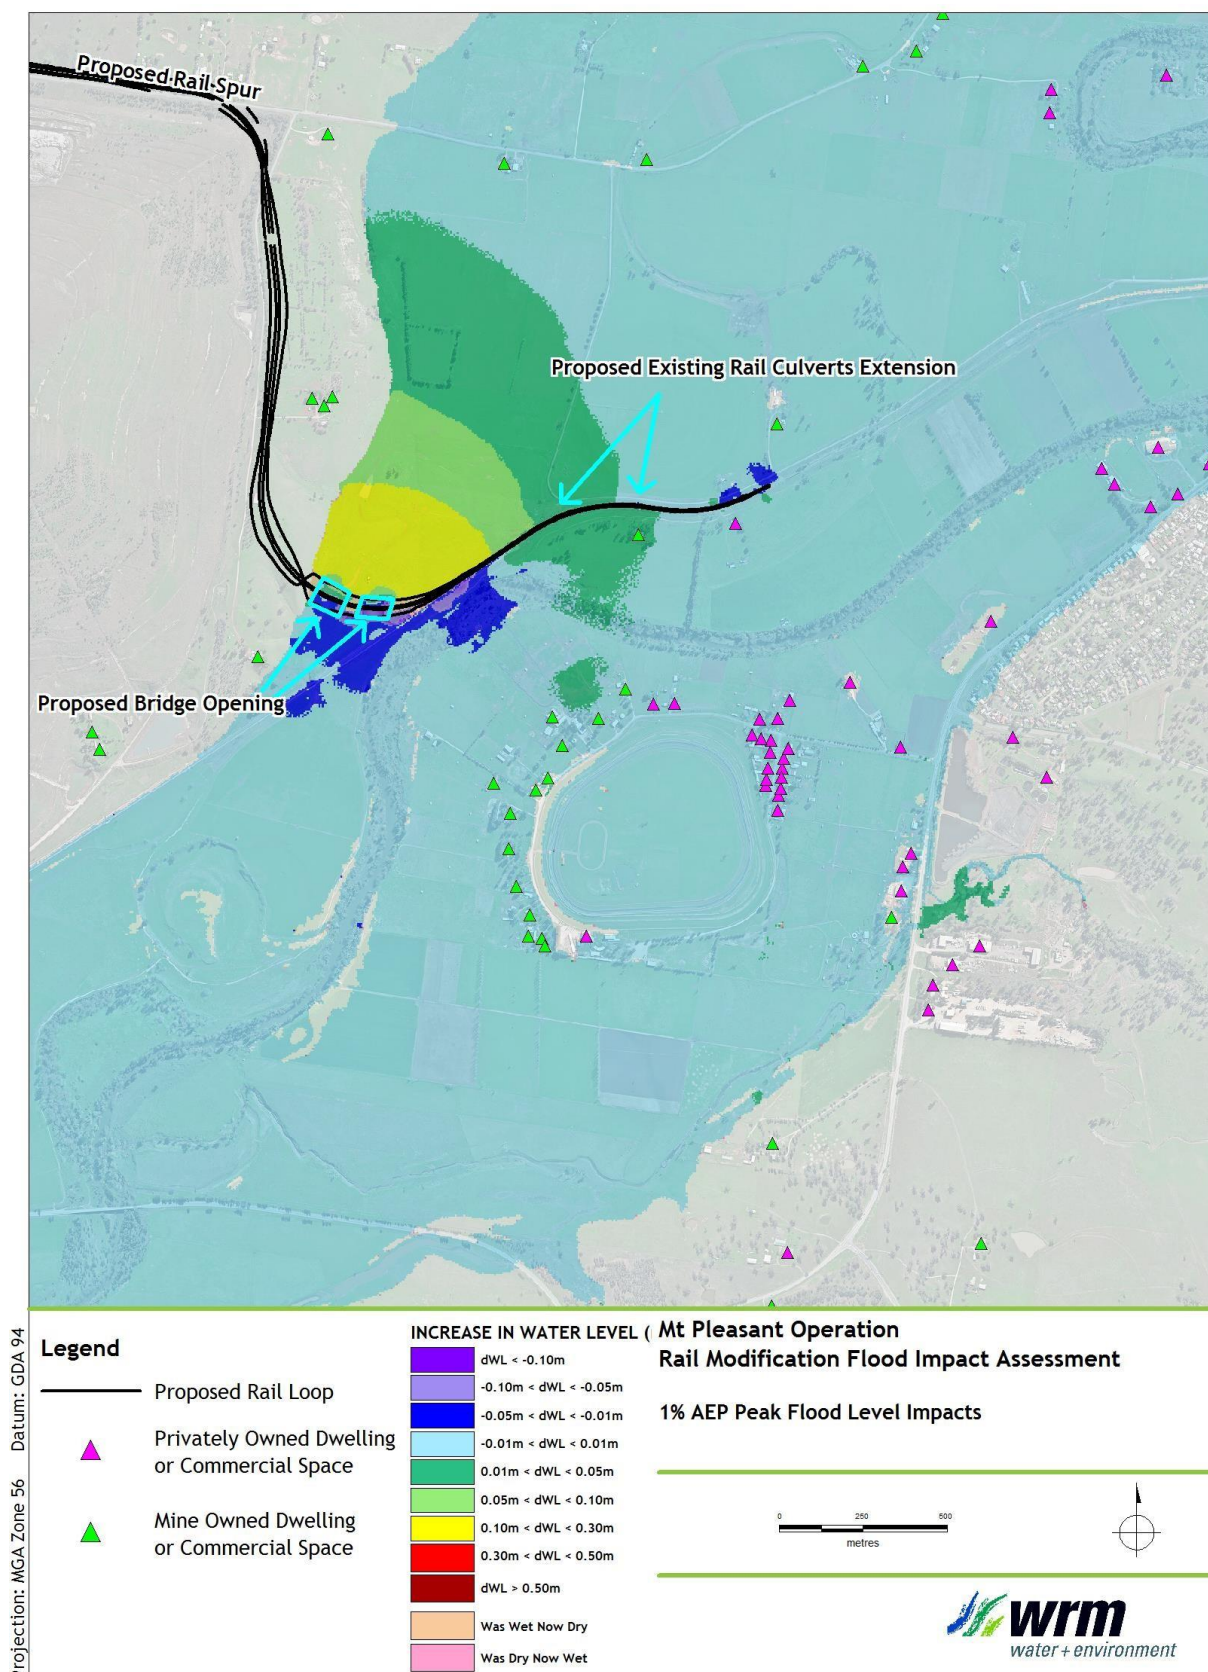 Proposed Rail Spur
Proposed Existing Rail Culverts Extension
Proposed Bridge Opening
Projection: MGA Zone 56 Datum: GDA 94
Legend
Proposed Rail Loop
Privately Owned Dwelling
or Commercial Space
Mine Owned Dwelling
or Commercial Space
INCREASE IN WATER LEVEL (
dWL < -0.10m
-0.10m < dWL < -0.05m
-0.05m < dWL < -0.01m
-0.01m < dWL < 0.01m
0.01m < dWL < 0.05m
0.05m < dWL < 0.10m
0.10m < dWL < 0.30m
0.30m < dWL < 0.50m
dWL > 0.50m
Was Wet Now Dry
Was Dry Now Wet
Mt Pleasant Operation
Rail Modification Flood Impact Assessment
1% AEP Peak Flood Level Impacts
0 250 500
metres
wrm
water + environment